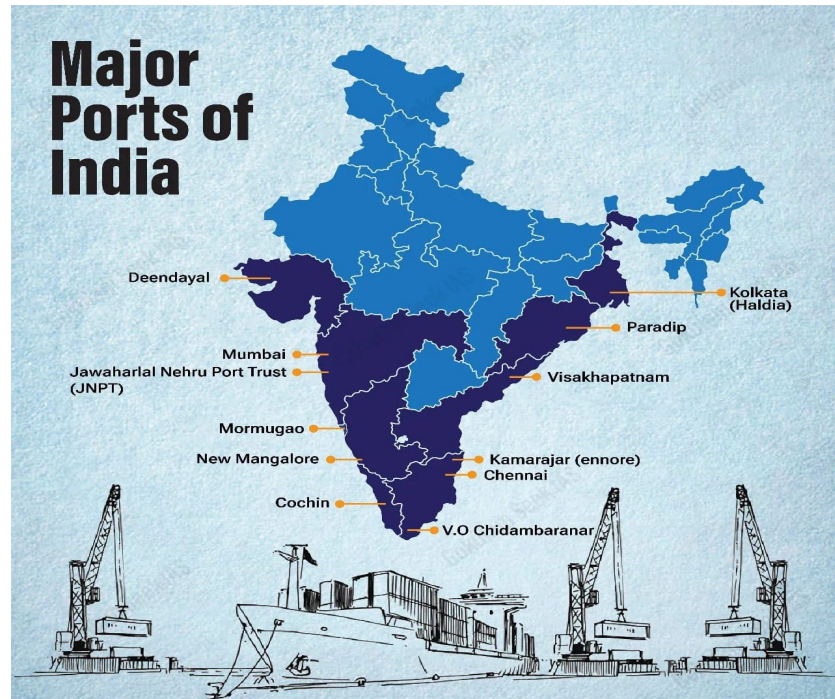 Major
Ports of
India
Deendayal
Kolkata
(Haldia)
Paradip
Mumbai
Jawaharlal Nehru Port Trust
(JNPT)
Visakhapatnam
Mormugao
New Mangalore
Kamarajar (ennore)
Chennai
Cochin
V.O Chidambaranar